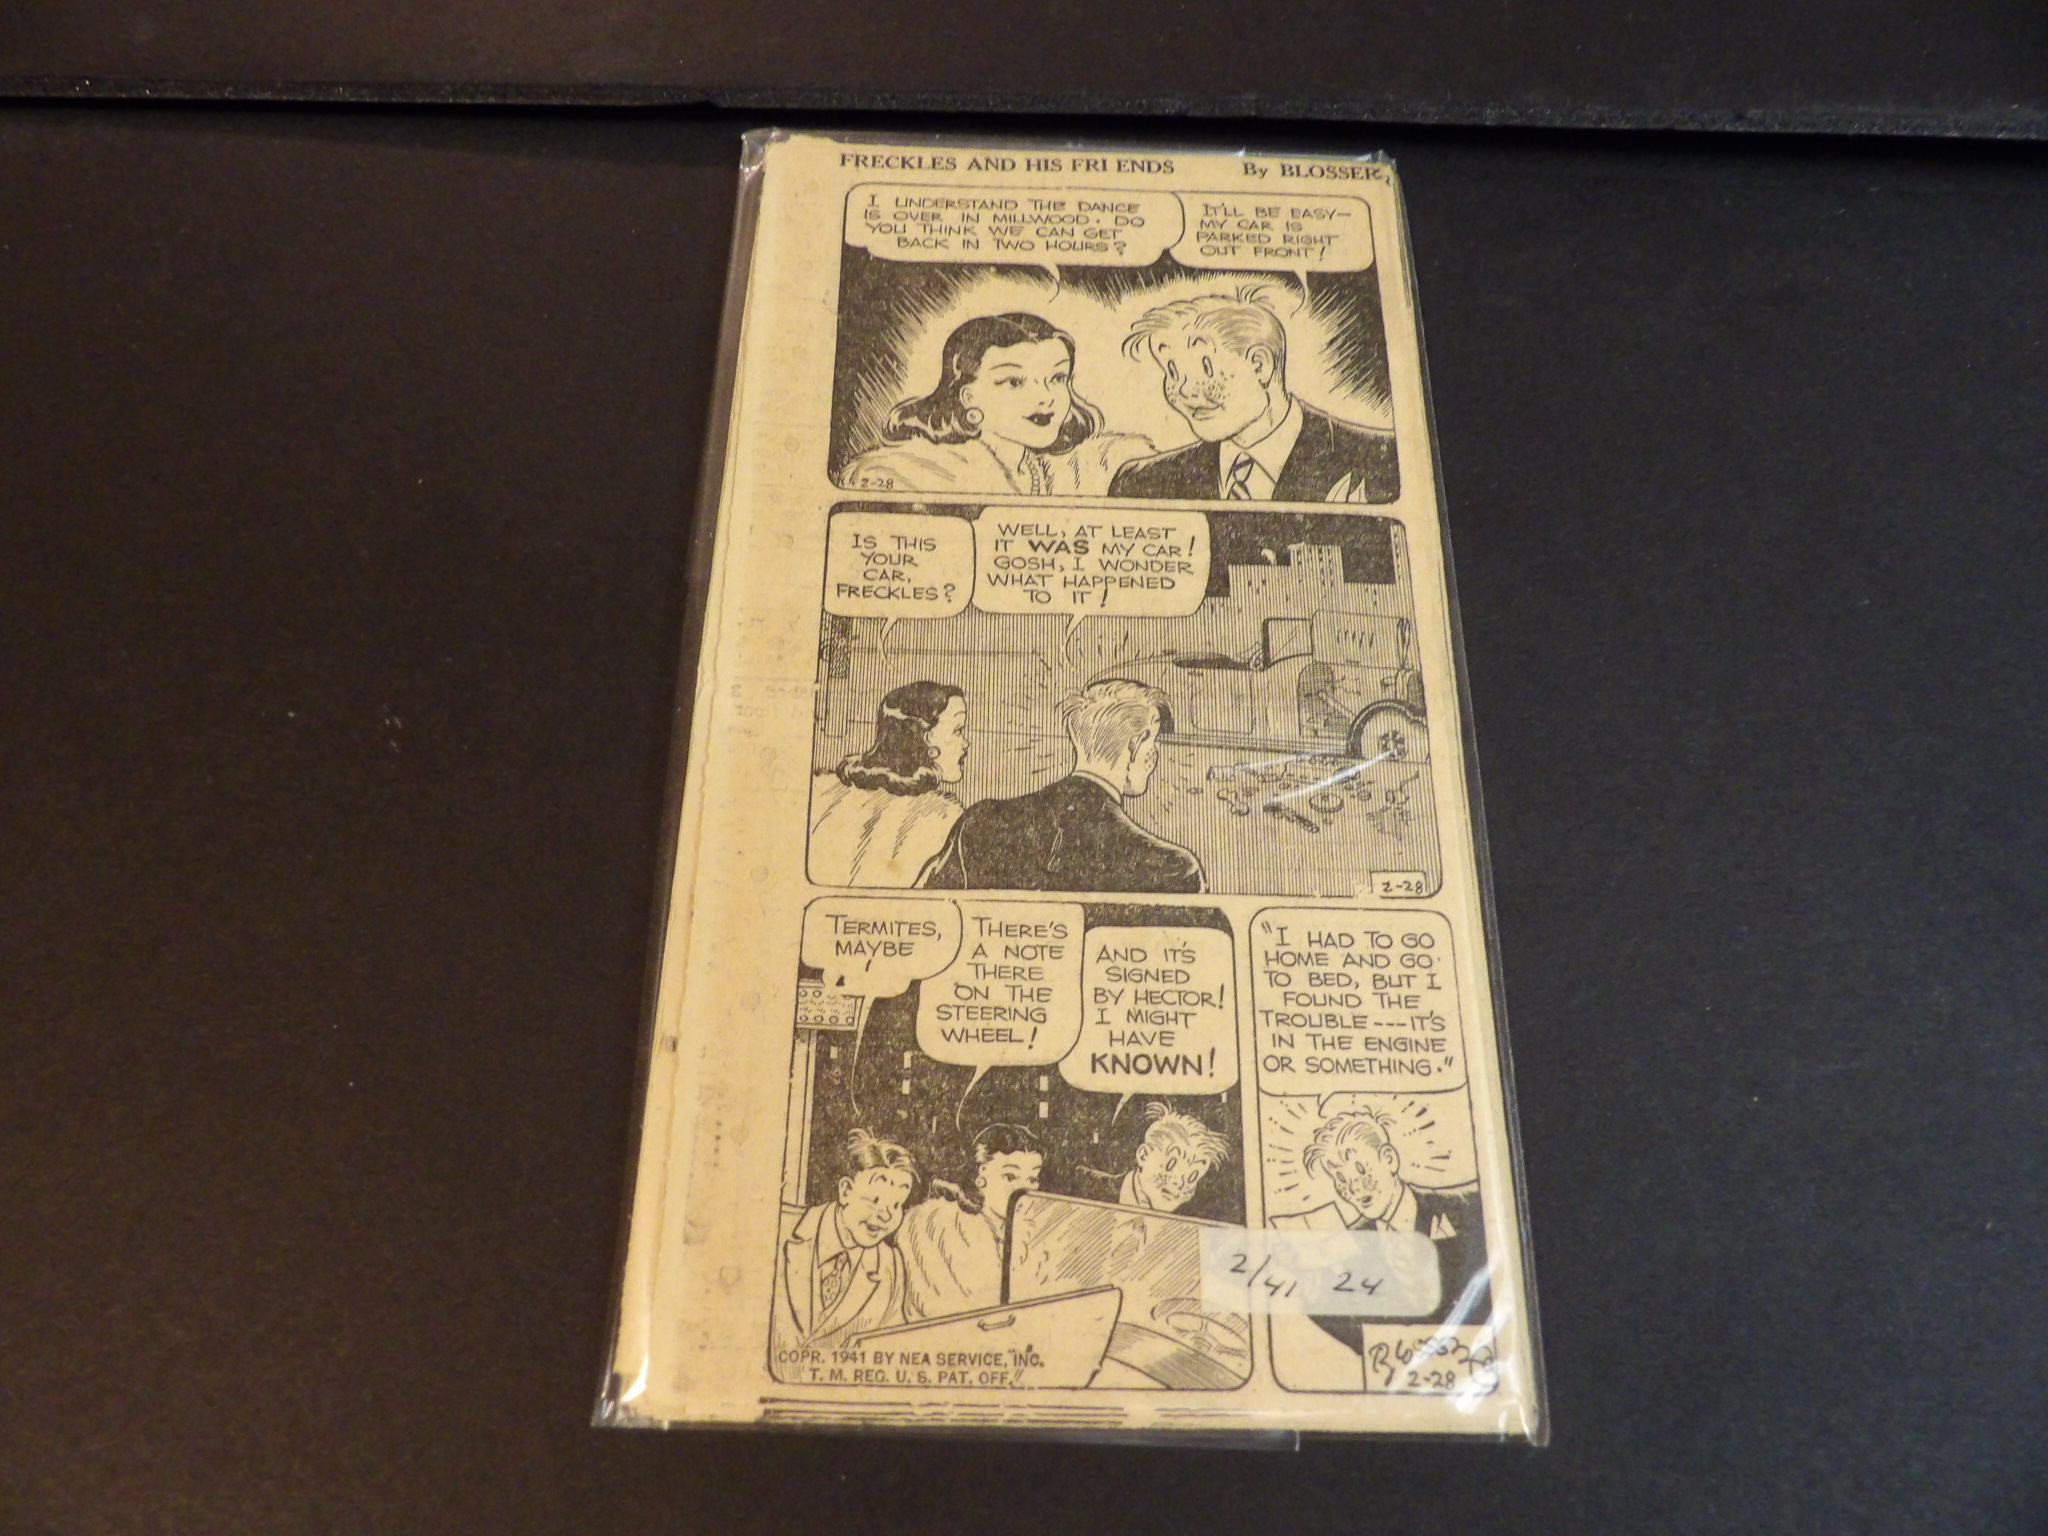 FRECKLES AND HIS FRI ENDS By BLOSSER
I UNDERSTAND THE DANCE
IS OVER IN MILLWOOD. DO
YOU THINK WE CAN GET
BACK IN TWO HOURS?
IT'LL BE EASY—
MY CAR IS
PARKED RIGHT
OUT FRONT!
2-28
IS THIS
YOUR
CAR,
FRECKLES?
WELL, AT LEAST
IT WAS MY CAR!
GOSH, I WONDER
WHAT HAPPENED
TO IT!
2-28
TERMITES,
MAYBE
!
THERE'S
A NOTE
THERE
ON THE
STEERING
WHEEL!
AND IT'S
SIGNED
BY HECTOR!
I MIGHT
HAVE
KNOWN!
"I HAD TO GO
HOME AND GO
TO BED, BUT I
FOUND THE
TROUBLE---IT'S
IN THE ENGINE
OR SOMETHING."
2/41 24
COPR. 1941 BY NEA SERVICE, INC.
T. M. REG. U. S. PAT. OFF.
Blosser
2-28